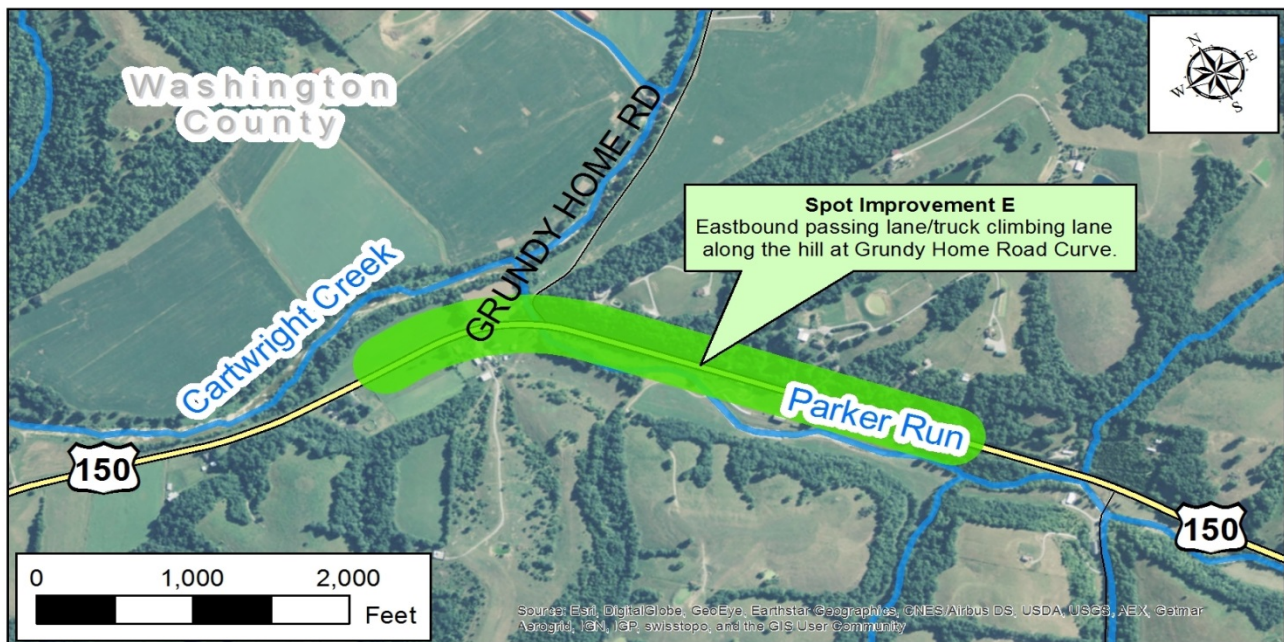 Washington
County
N
E
W
S
GRUNDY HOME RD
Spot Improvement E
Eastbound passing lane/truck climbing lane
along the hill at Grundy Home Road Curve.
Cartwright Creek
Parker Run
150
150
0 1,000 2,000
Feet
Source: Esri, DigitalGlobe, GeoEye, Earthstar Geographics, CNES/Airbus DS, USDA, USGS, AEX, Getmapping,
Aerogrid, IGN, IGP, swisstopo, and the GIS User Community